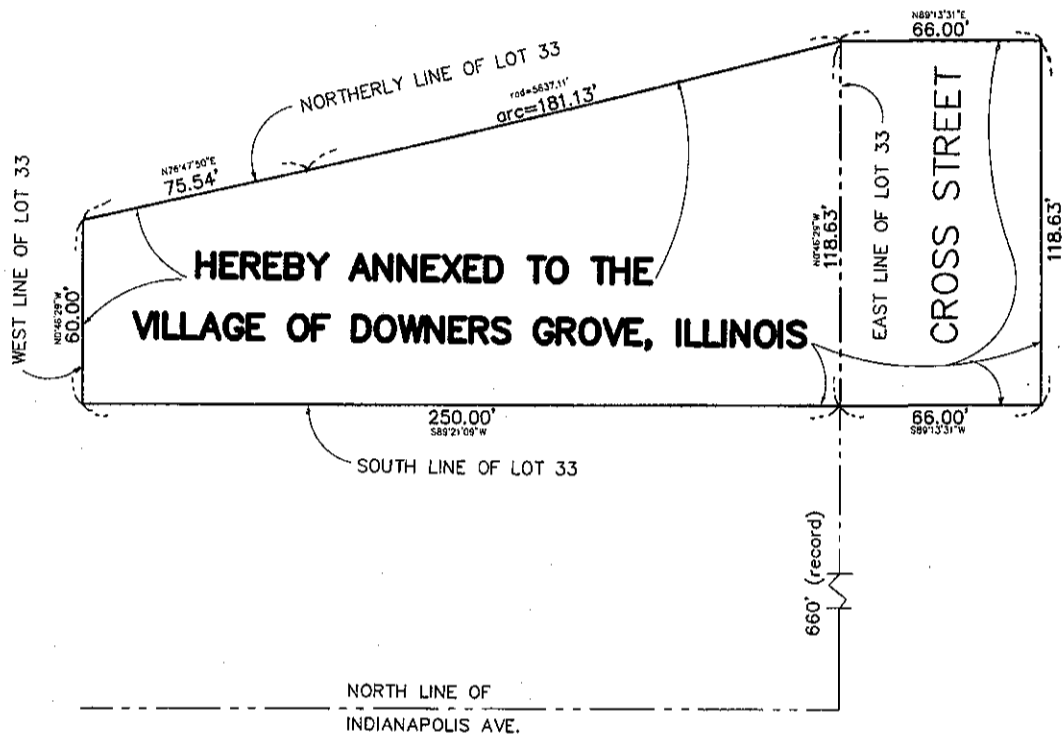 N89°13'31"E
66.00'
NORTHERLY LINE OF LOT 33
rad=5637.11'
arc=181.13'
N76°47'50"E
75.54'
WEST LINE OF LOT 33
N0°46'29"W
60.00'
HEREBY ANNEXED TO THE
VILLAGE OF DOWNERS GROVE, ILLINOIS
N0°46'29"W
118.63'
EAST LINE OF LOT 33
CROSS STREET
118.63'
250.00'
S89°21'09"W
66.00'
S89°13'31"W
SOUTH LINE OF LOT 33
660' (record)
NORTH LINE OF
INDIANAPOLIS AVE.